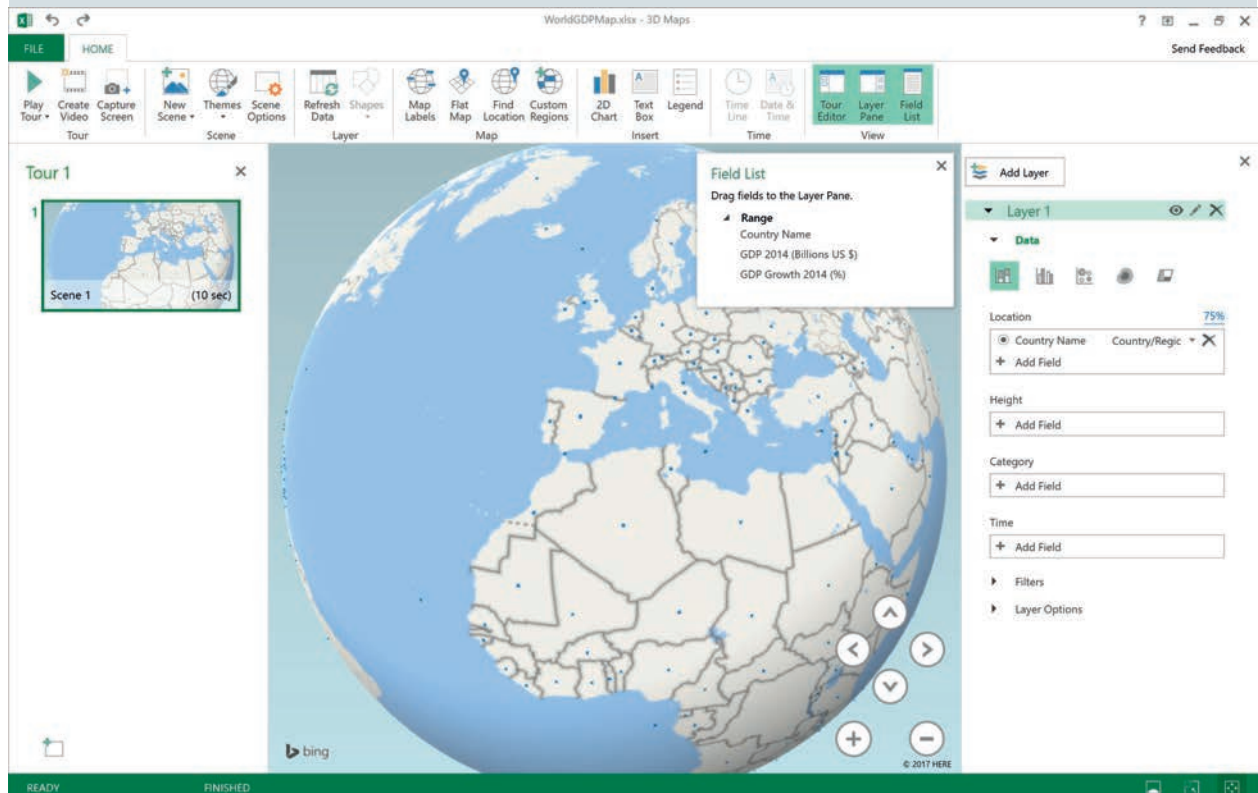 WorldGDPMap.xlsx - 3D Maps
?
FILE
HOME
Send Feedback
Play Tour
Create Video
Capture Screen
Tour
New Scene
Themes
Scene Options
Scene
Refresh Data
Shapes
Layer
Map Labels
Flat Map
Find Location
Custom Regions
Map
2D Chart
Text Box
Legend
Insert
Time Line
Date & Time
Time
Tour Editor
Layer Pane
Field List
View
Tour 1
1
Scene 1 (10 sec)
Field List
Drag fields to the Layer Pane.
Range
Country Name
GDP 2014 (Billions US $)
GDP Growth 2014 (%)
bing
© 2017 HERE
Add Layer
Layer 1
Data
Location 75%
Country Name Country/Regic
+ Add Field
Height
+ Add Field
Category
+ Add Field
Time
+ Add Field
Filters
Layer Options
READY FINISHED